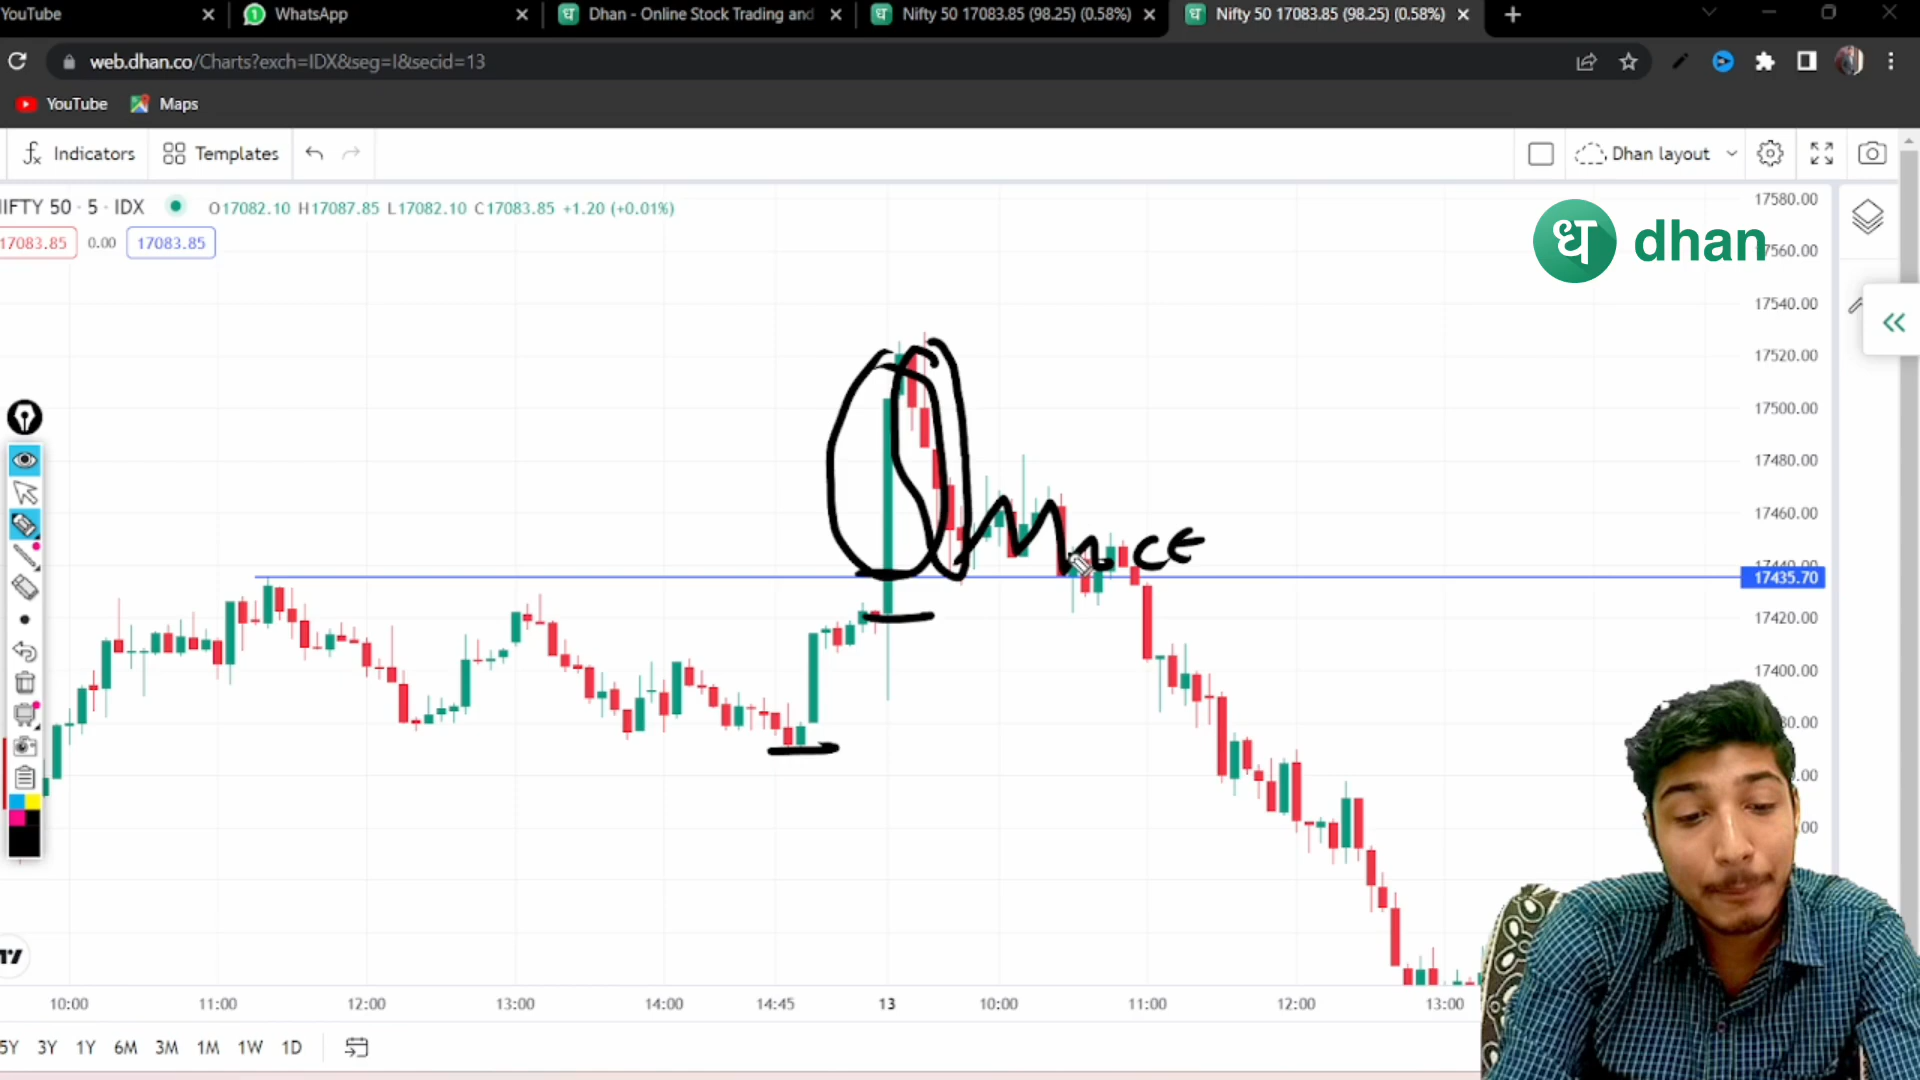 YouTube
WhatsApp
Dhan - Online Stock Trading and
Nifty 50 17083.85 (98.25) (0.58%)
Nifty 50 17083.85 (98.25) (0.58%)
web.dhan.co/Charts?exch=IDX&seg=I&secid=13
YouTube
Maps
fx Indicators
Templates
Dhan layout
IFTY 50 · 5 · IDX
O17082.10 H17087.85 L17082.10 C17083.85 +1.20 (+0.01%)
17083.85
0.00
17083.85
ध dhan
17580.00
17560.00
17540.00
17520.00
17500.00
17480.00
17460.00
17440.00
17435.70
17420.00
17400.00
CE
10:00
11:00
12:00
13:00
14:00
14:45
13
10:00
11:00
12:00
13:00
5Y
3Y
1Y
6M
3M
1M
1W
1D